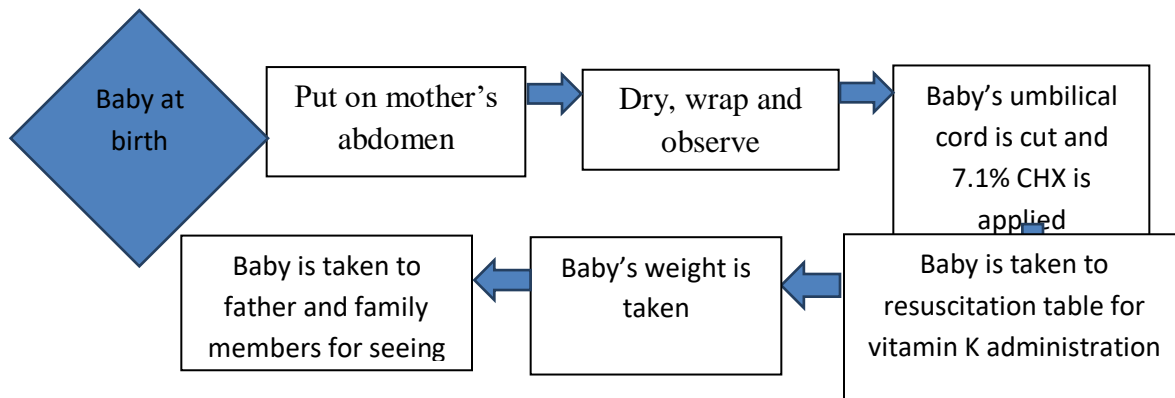 Baby at
birth
Put on mother's
abdomen
Dry, wrap and
observe
Baby's umbilical
cord is cut and
7.1% CHX is
applied
Baby is taken to
resuscitation table for
vitamin K administration
Baby's weight is
taken
Baby is taken to
father and family
members for seeing